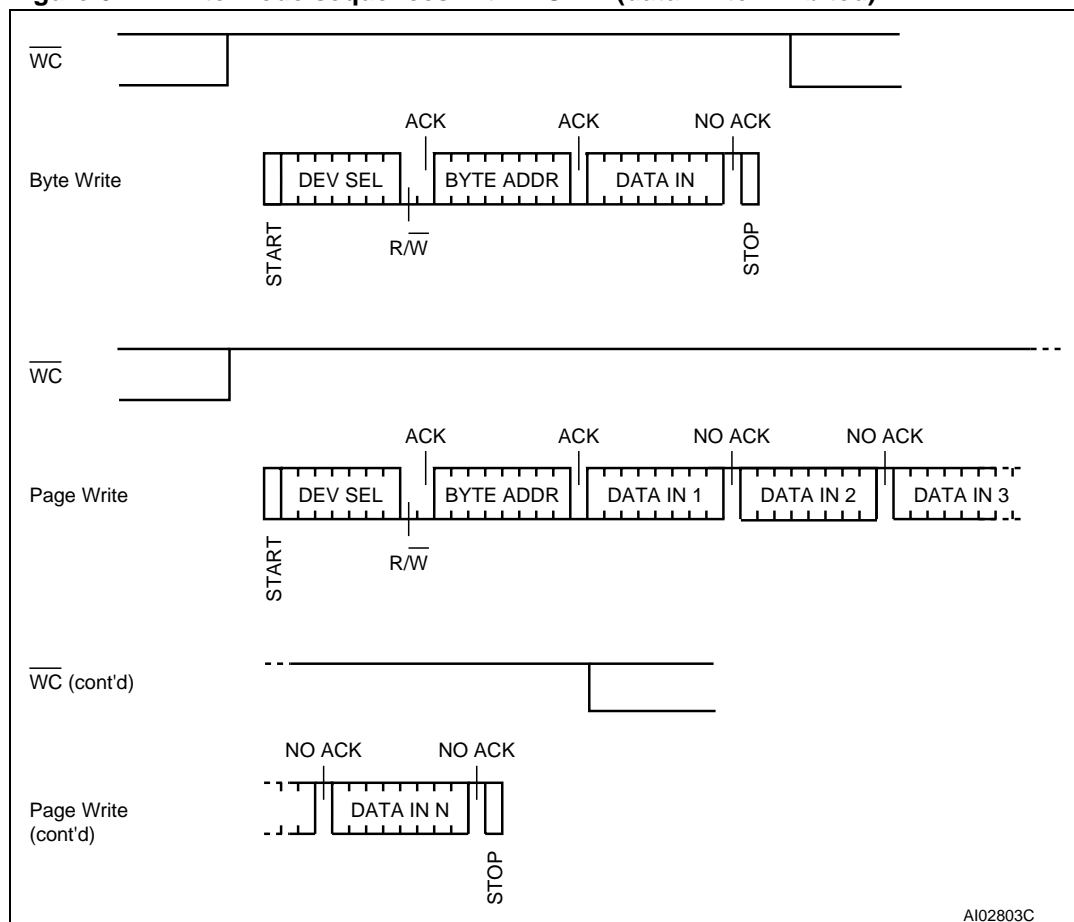 WC
ACK ACK NO ACK
Byte Write DEV SEL BYTE ADDR DATA IN
START R/W STOP
WC
ACK ACK NO ACK NO ACK
Page Write DEV SEL BYTE ADDR DATA IN 1 DATA IN 2 DATA IN 3
START R/W
WC (cont'd)
NO ACK NO ACK
Page Write DATA IN N
(cont'd)
STOP
AI02803C